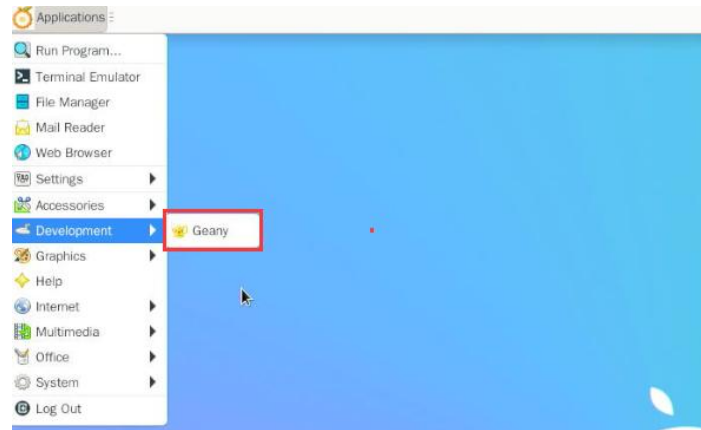 Applications
Run Program...
Terminal Emulator
File Manager
Mail Reader
Web Browser
Settings
Accessories
Development
Geany
Graphics
Help
Internet
Multimedia
Office
System
Log Out